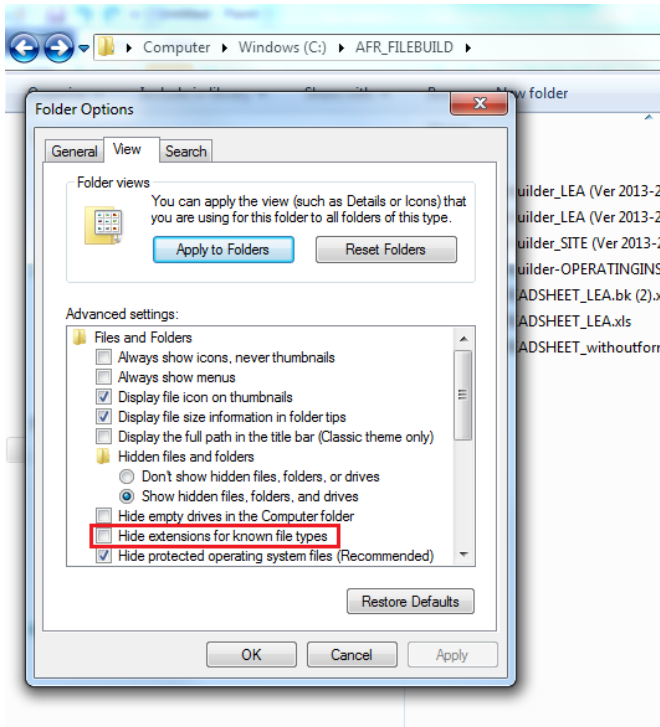 Computer Windows (C:) AFR_FILEBUILD
New folder
Folder Options
General View Search
Folder views
You can apply the view (such as Details or Icons) that
you are using for this folder to all folders of this type.
Apply to Folders Reset Folders
Advanced settings:
Files and Folders
Always show icons, never thumbnails
Always show menus
Display file icon on thumbnails
Display file size information in folder tips
Display the full path in the title bar (Classic theme only)
Hidden files and folders
Don't show hidden files, folders, or drives
Show hidden files, folders, and drives
Hide empty drives in the Computer folder
Hide extensions for known file types
Hide protected operating system files (Recommended)
Restore Defaults
OK Cancel Apply
uilder_LEA (Ver 2013-2
uilder_LEA (Ver 2013-2
uilder_SITE (Ver 2013-2
uilder-OPERATINGINS
ADSHEET_LEA.bk (2).x
ADSHEET_LEA.xls
ADSHEET_withoutforr